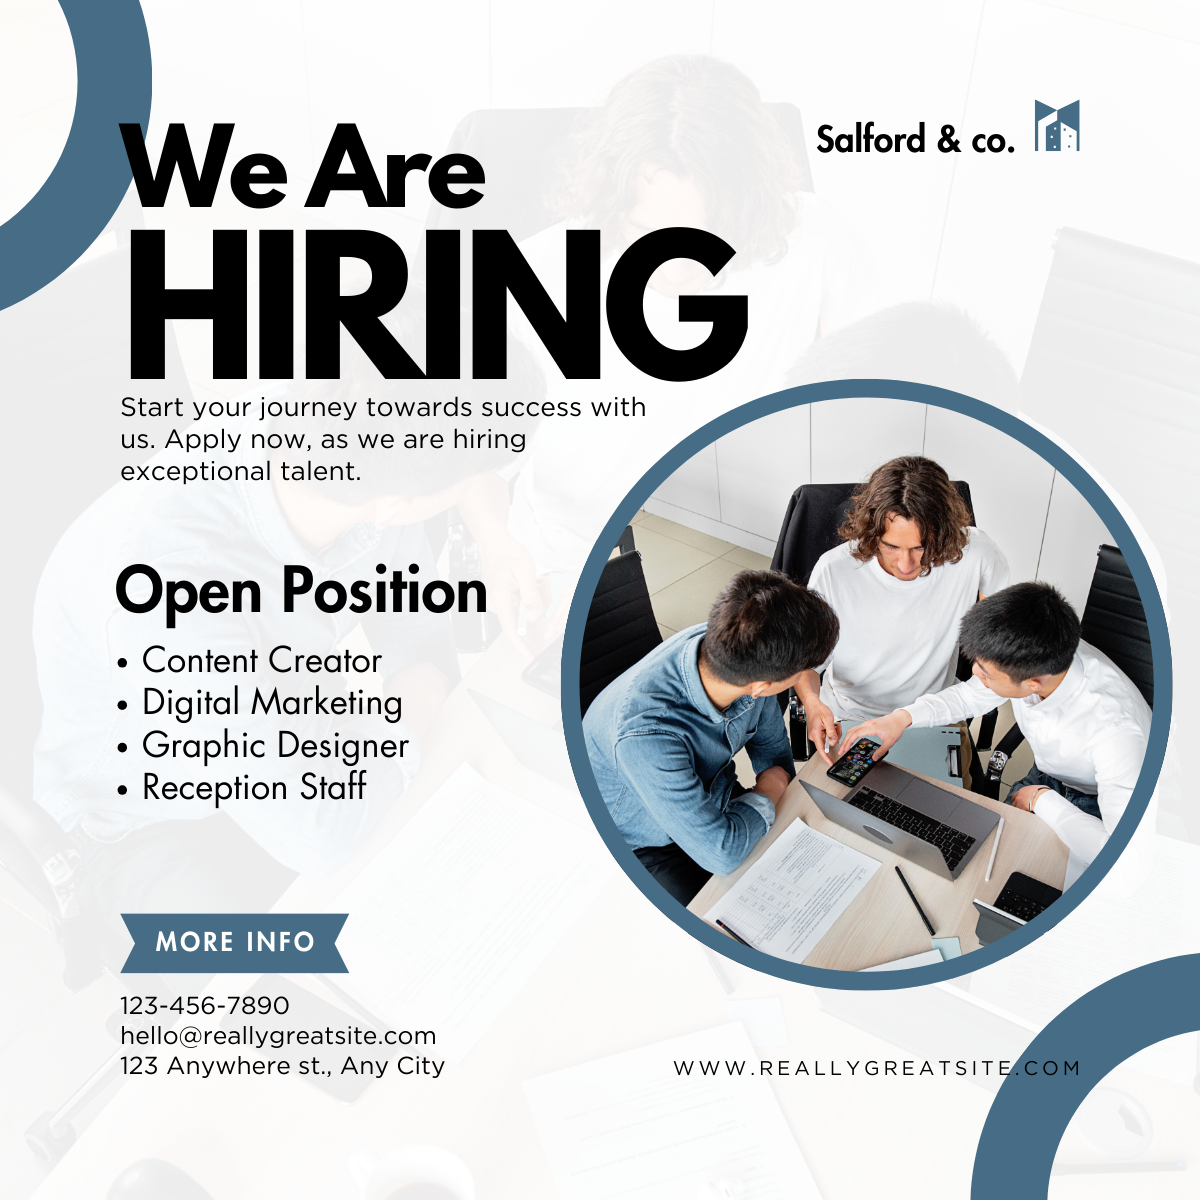 We Are
HIRING
Salford & co.
Start your journey towards success with
us. Apply now, as we are hiring
exceptional talent.
Open Position
• Content Creator
• Digital Marketing
• Graphic Designer
• Reception Staff
MORE INFO
123-456-7890
hello@reallygreatsite.com
123 Anywhere st., Any City
WWW.REALLYGREATSITE.COM